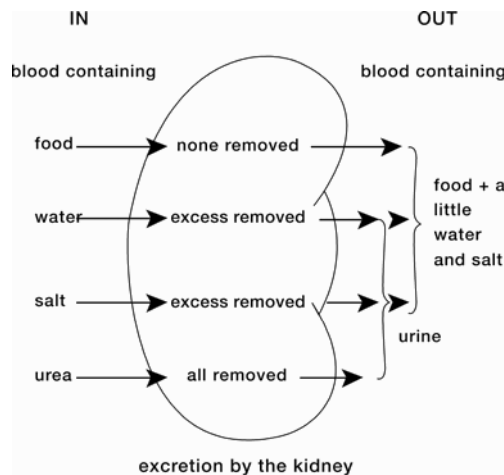 IN OUT
blood containing blood containing
food none removed
water excess removed
food + a
little
water
and salt
salt excess removed
urine
urea all removed
excretion by the kidney